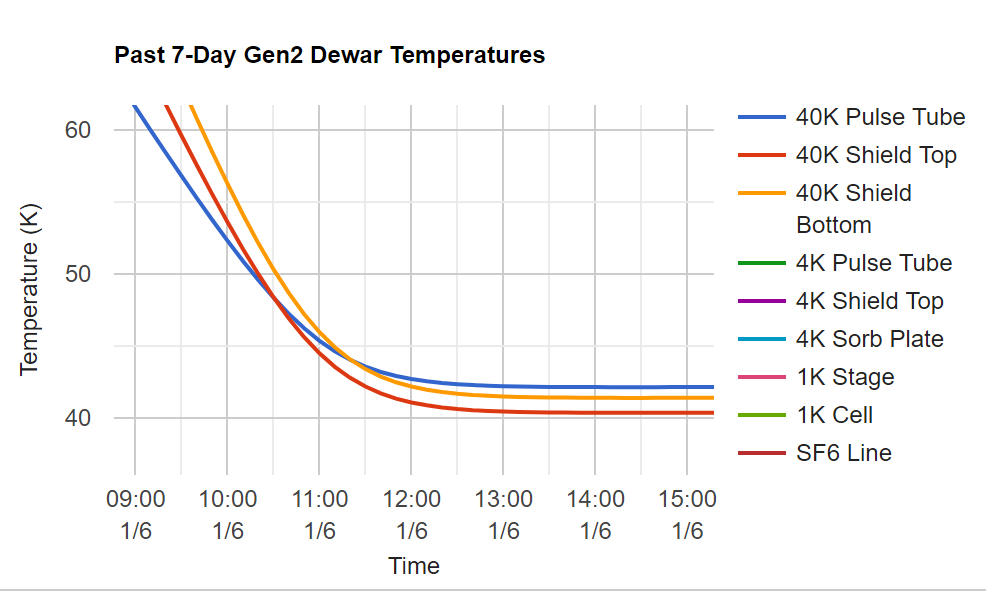 Past 7-Day Gen2 Dewar Temperatures
Temperature (K)
60
50
40
09:00 10:00 11:00 12:00 13:00 14:00 15:00
1/6 1/6 1/6 1/6 1/6 1/6 1/6
Time
40K Pulse Tube
40K Shield Top
40K Shield
Bottom
4K Pulse Tube
4K Shield Top
4K Sorb Plate
1K Stage
1K Cell
SF6 Line